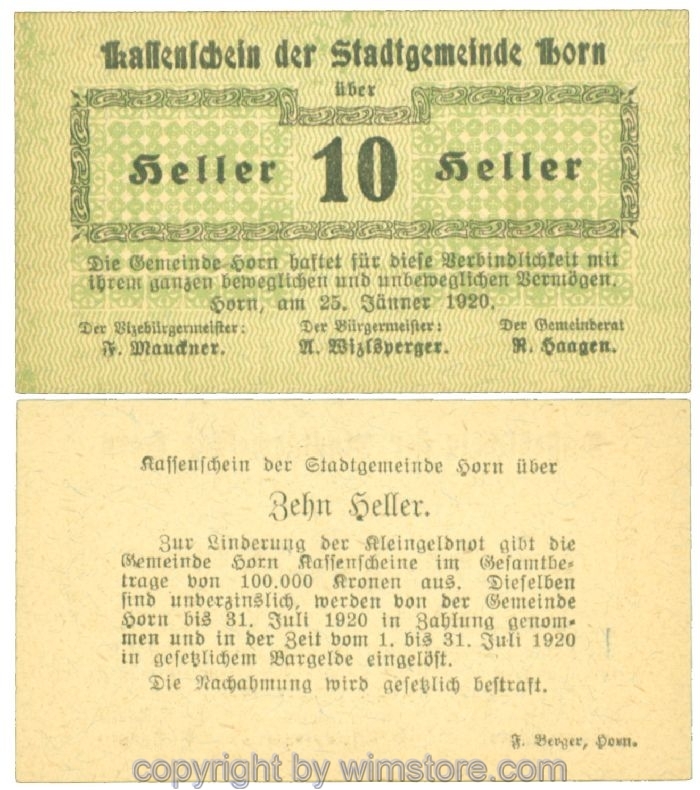 Kassenschein der Stadtgemeinde Horn
über
Heller 10 Heller
Die Gemeinde Horn haftet für diese Verbindlichkeit mit
ihrem ganzen beweglichen und unbeweglichen Vermögen.
Horn, am 25. Jänner 1920.
Der Vizebürgermeister: Der Bürgermeister: Der Gemeinderat
F. Mauckner. A. Wizlsperger. R. Haagen.
Kassenschein der Stadtgemeinde Horn über
Zehn Heller.
Zur Linderung der Kleingeldnot gibt die
Gemeinde Horn Kassenscheine im Gesamtbe-
trage von 100.000 Kronen aus. Dieselben
sind unverzinslich, werden von der Gemeinde
Horn bis 31. Juli 1920 in Zahlung genom-
men und in der Zeit vom 1. bis 31. Juli 1920
in gesetzlichem Bargelde eingelöst.
Die Nachahmung wird gesetzlich bestraft.
F. Berger, Horn.
copyright by wimstore.com